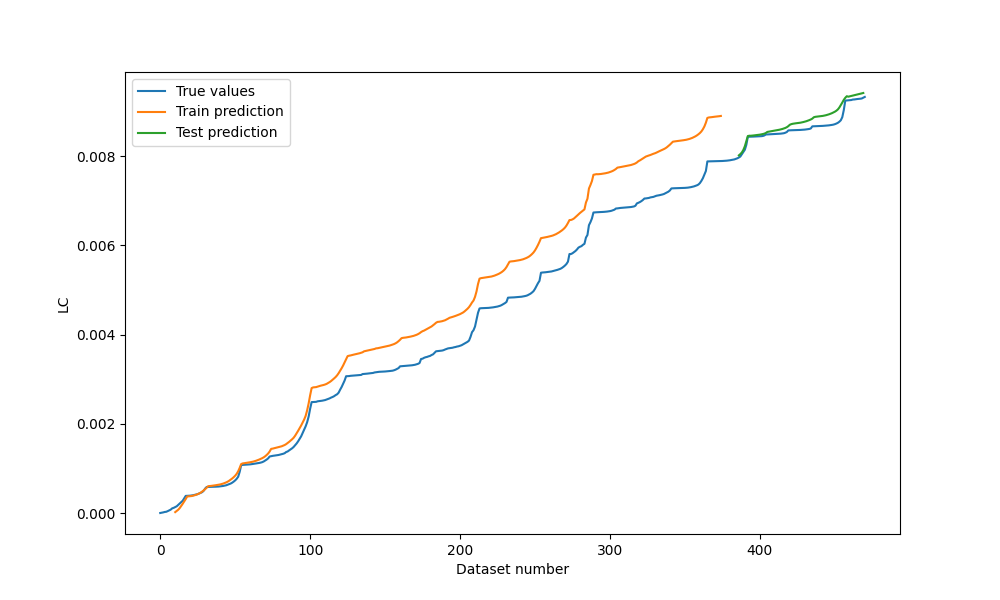 True values
Train prediction
Test prediction
0.008
0.006
0.004
0.002
0.000
LC
0
100
200
300
400
Dataset number